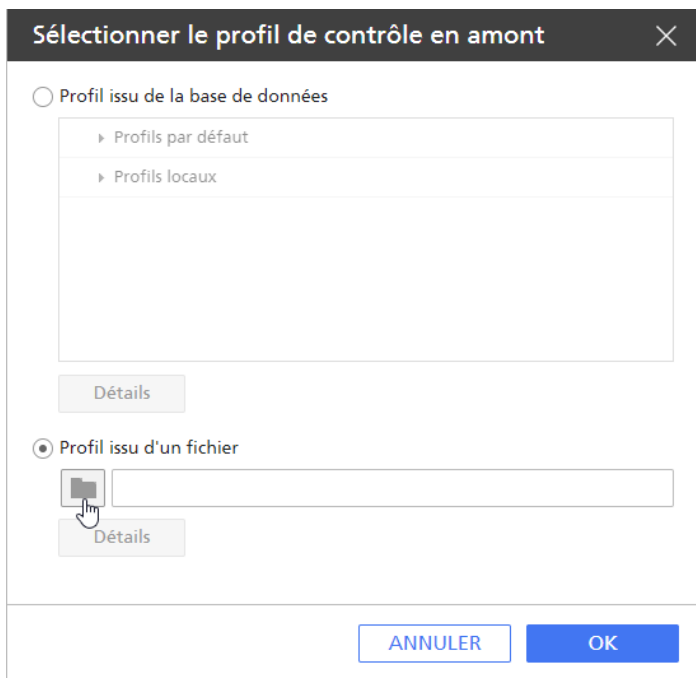 Sélectionner le profil de contrôle en amont
Profil issu de la base de données
Profils par défaut
Profils locaux
Détails
Profil issu d'un fichier
Détails
ANNULER OK